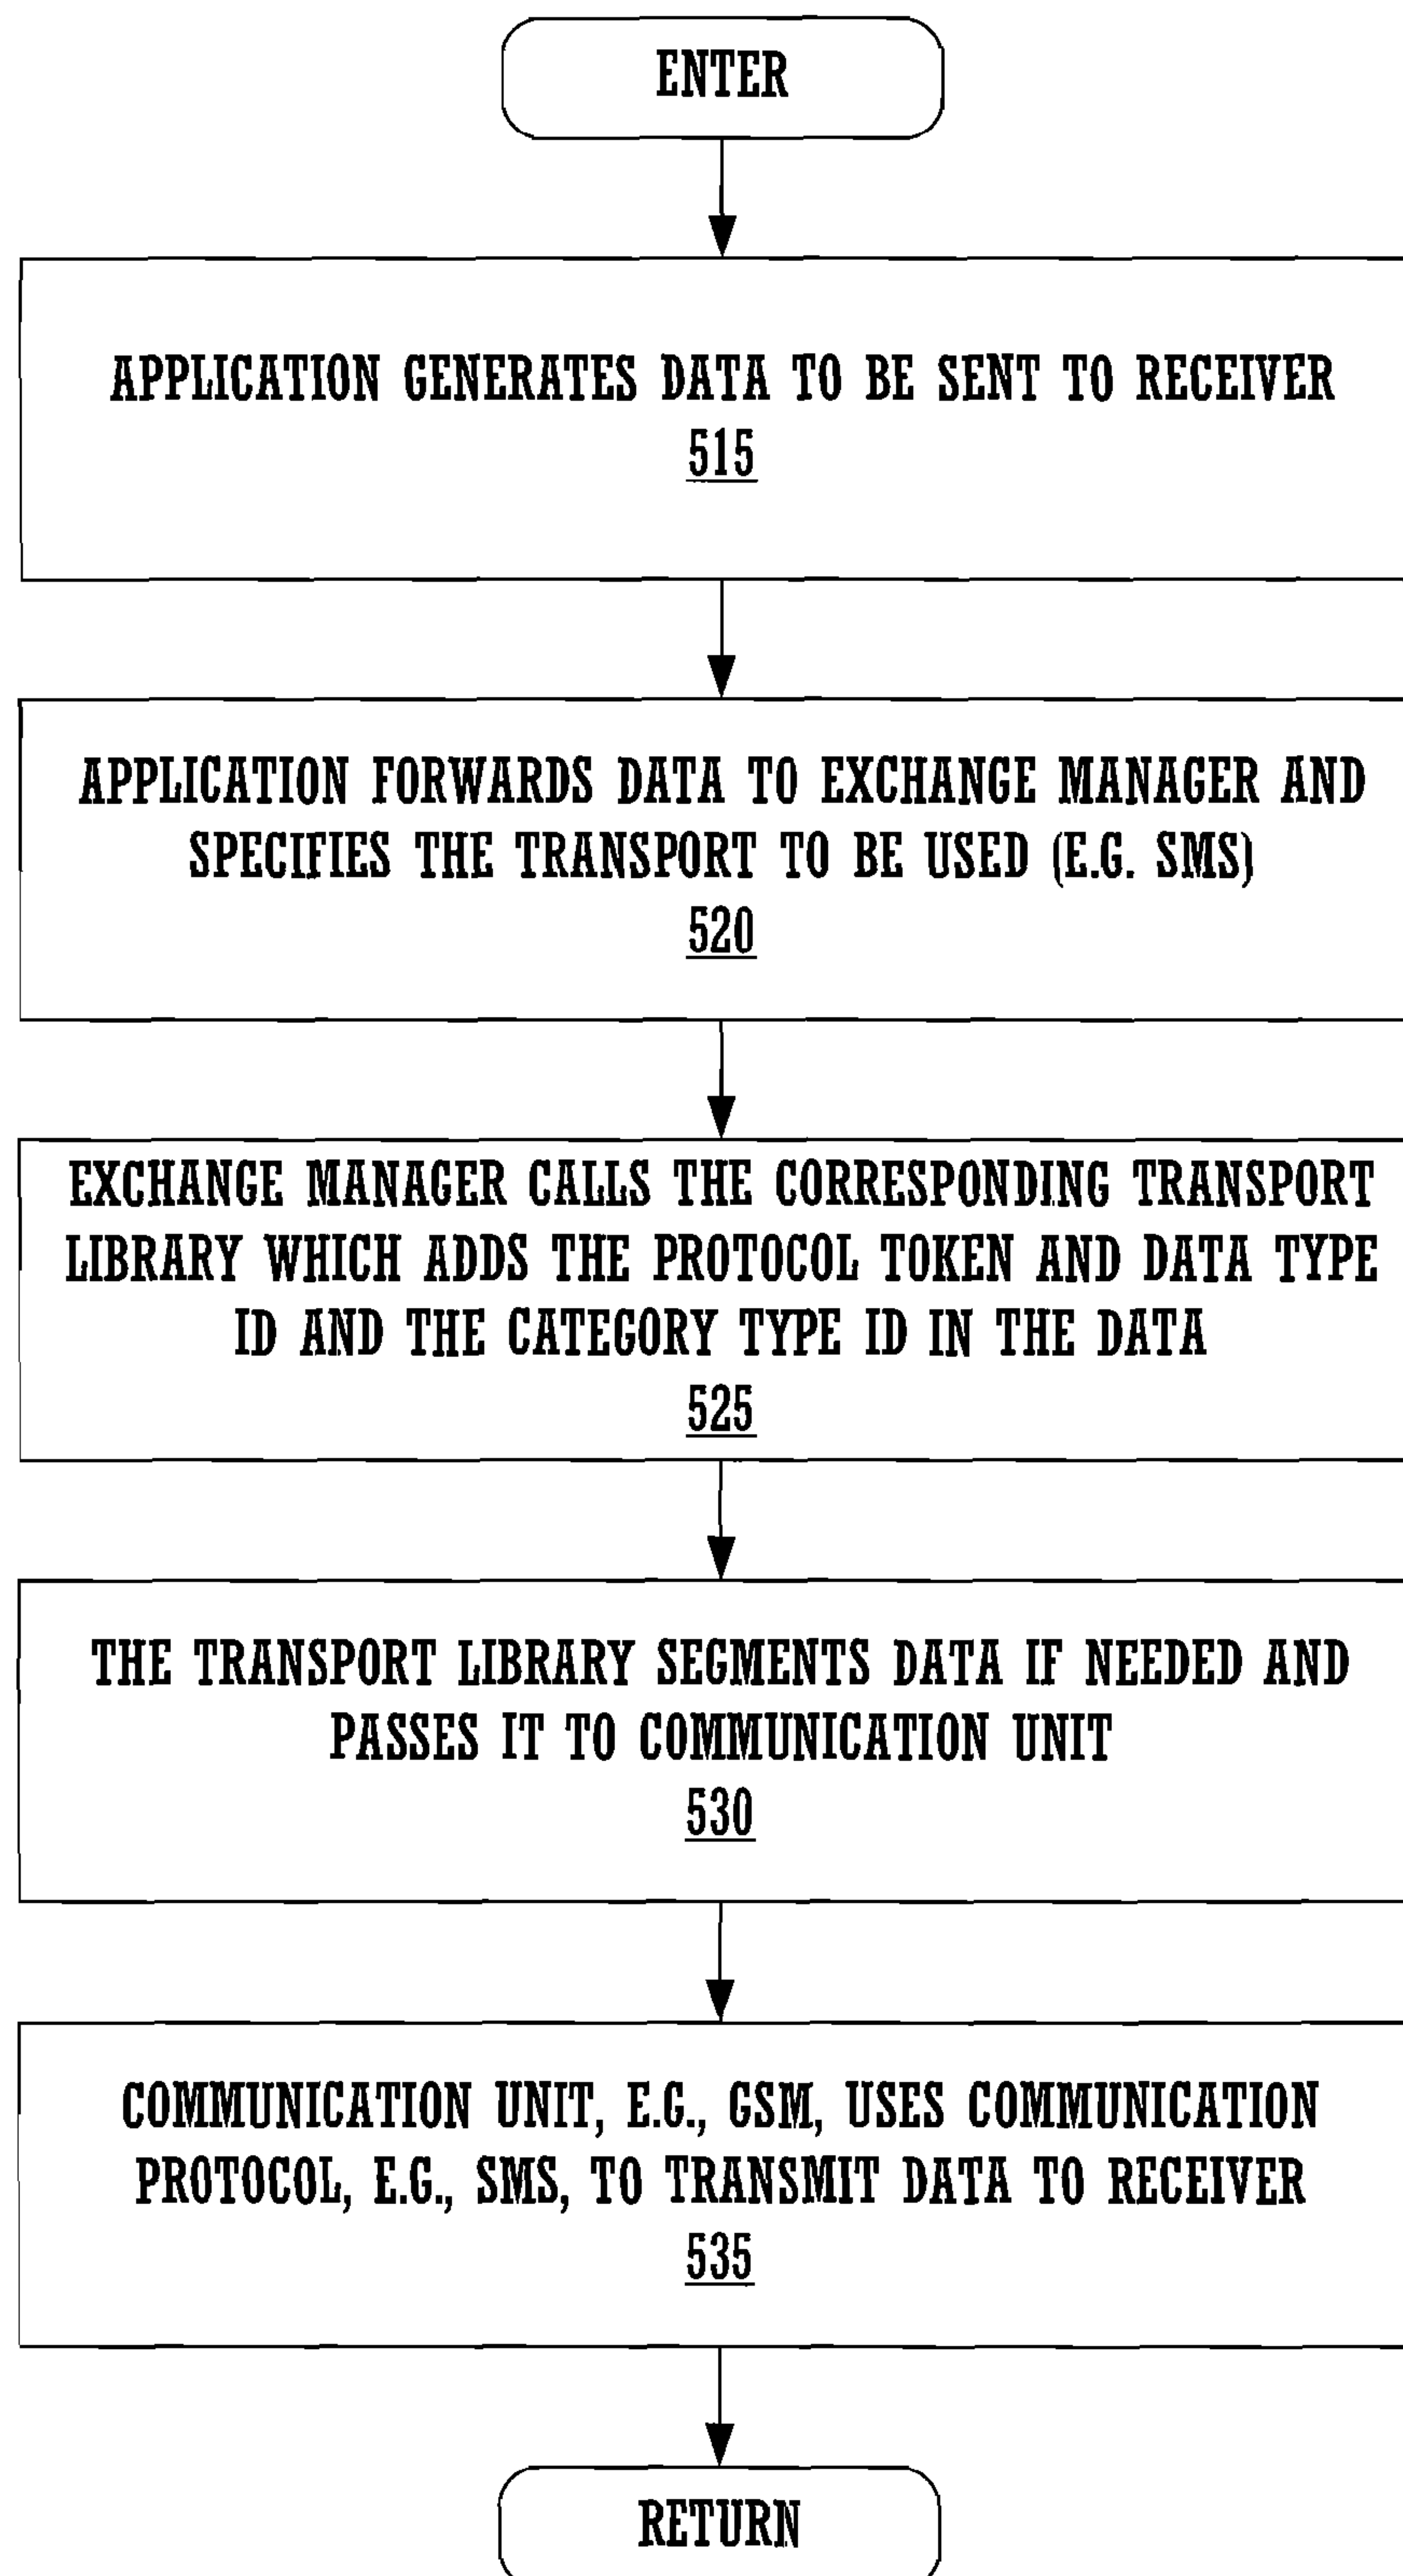 ENTER
APPLICATION GENERATES DATA TO BE SENT TO RECEIVER
515
APPLICATION FORWARDS DATA TO EXCHANGE MANAGER AND
SPECIFIES THE TRANSPORT TO BE USED (E.G. SMS)
520
EXCHANGE MANAGER CALLS THE CORRESPONDING TRANSPORT
LIBRARY WHICH ADDS THE PROTOCOL TOKEN AND DATA TYPE
ID AND THE CATEGORY TYPE ID IN THE DATA
525
THE TRANSPORT LIBRARY SEGMENTS DATA IF NEEDED AND
PASSES IT TO COMMUNICATION UNIT
530
COMMUNICATION UNIT, E.G., GSM, USES COMMUNICATION
PROTOCOL, E.G., SMS, TO TRANSMIT DATA TO RECEIVER
535
RETURN